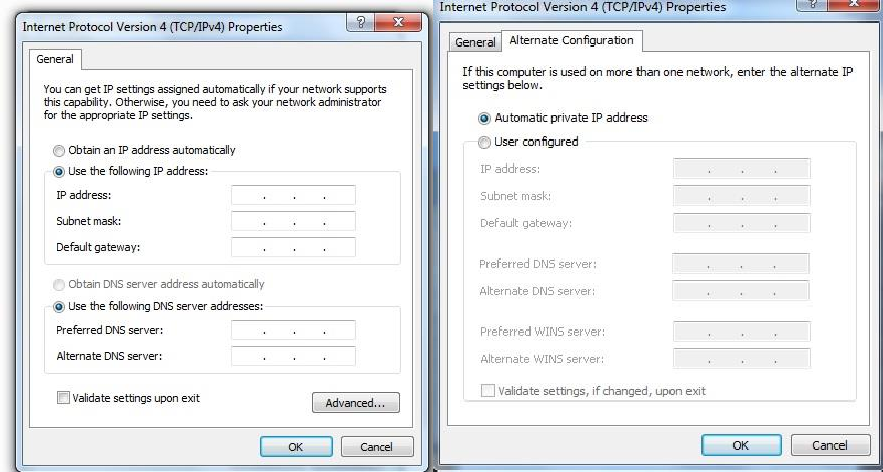 Internet Protocol Version 4 (TCP/IPv4) Properties
General
You can get IP settings assigned automatically if your network supports
this capability. Otherwise, you need to ask your network administrator
for the appropriate IP settings.
Obtain an IP address automatically
Use the following IP address:
IP address:
Subnet mask:
Default gateway:
Obtain DNS server address automatically
Use the following DNS server addresses:
Preferred DNS server:
Alternate DNS server:
Validate settings upon exit
Advanced...
OK
Cancel
Internet Protocol Version 4 (TCP/IPv4) Properties
General
Alternate Configuration
If this computer is used on more than one network, enter the alternate IP
settings below.
Automatic private IP address
User configured
IP address:
Subnet mask:
Default gateway:
Preferred DNS server:
Alternate DNS server:
Preferred WINS server:
Alternate WINS server:
Validate settings, if changed, upon exit
OK
Cancel